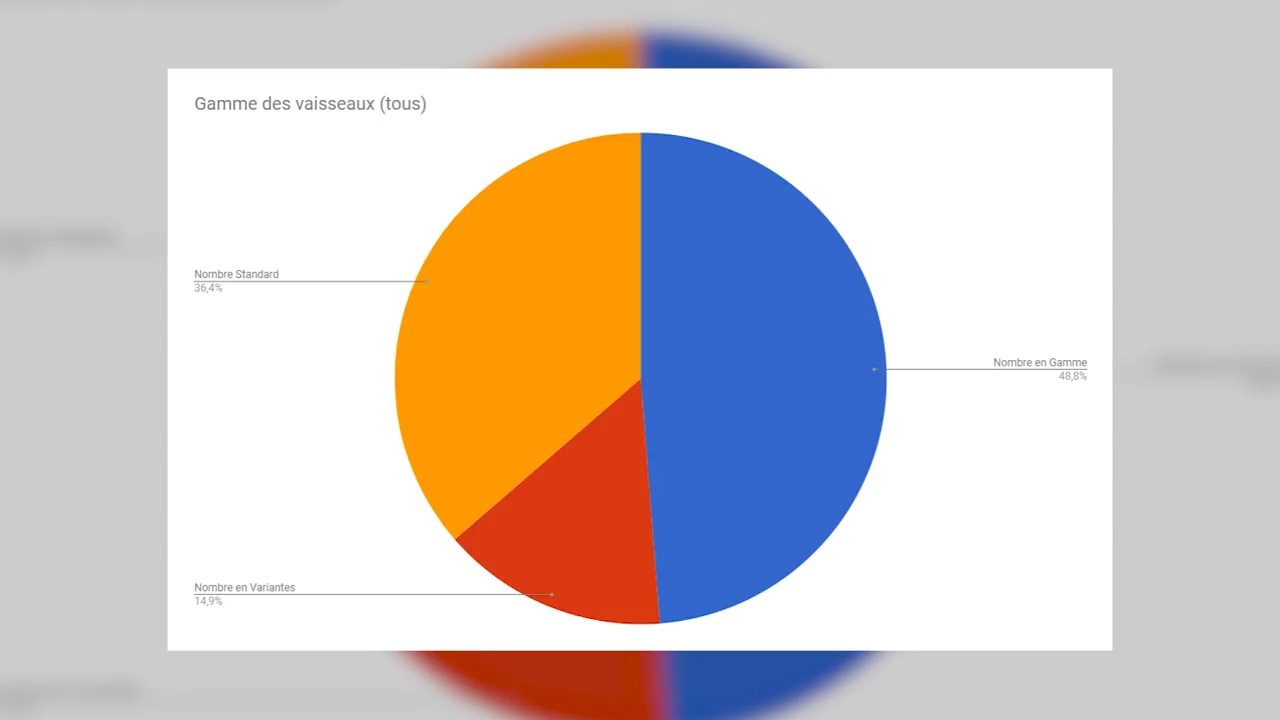 Gamme des vaisseaux (tous)
Nombre Standard
36,4%
Nombre en Gamme
48,8%
Nombre en Variantes
14,9%